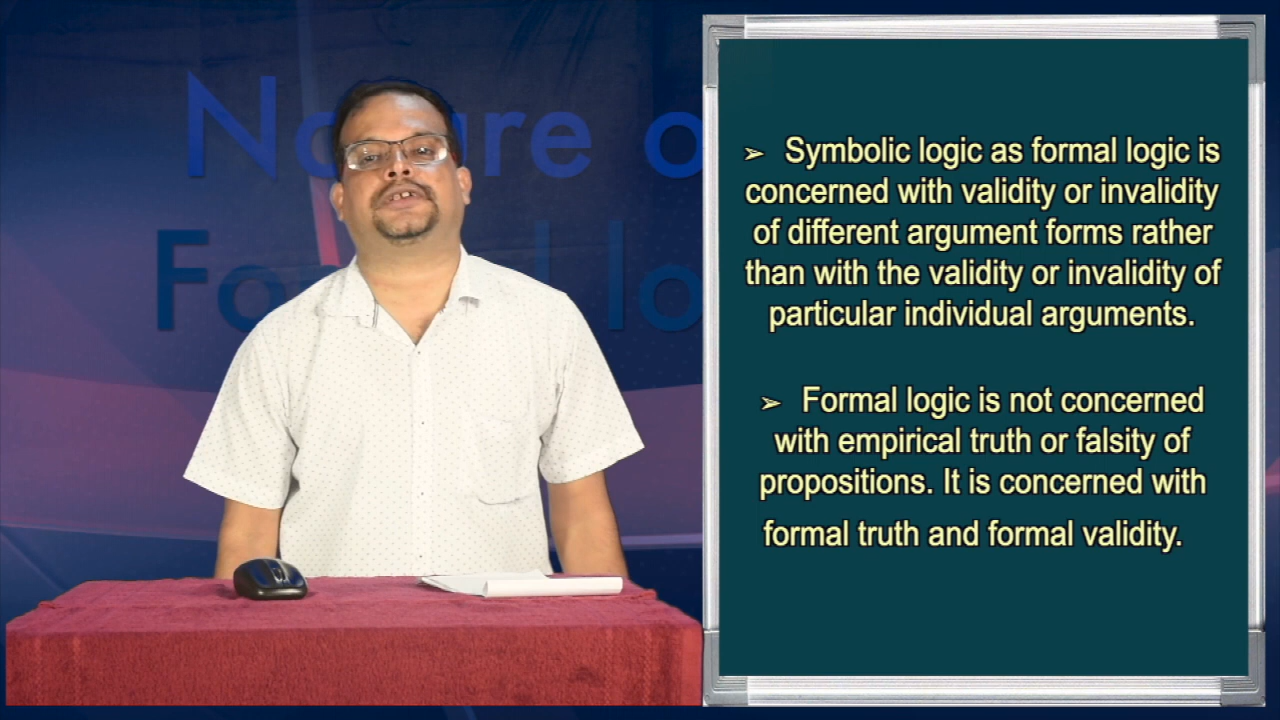 ➢ Symbolic logic as formal logic is
concerned with validity or invalidity
of different argument forms rather
than with the validity or invalidity of
particular individual arguments.
➢ Formal logic is not concerned
with empirical truth or falsity of
propositions. It is concerned with
formal truth and formal validity.